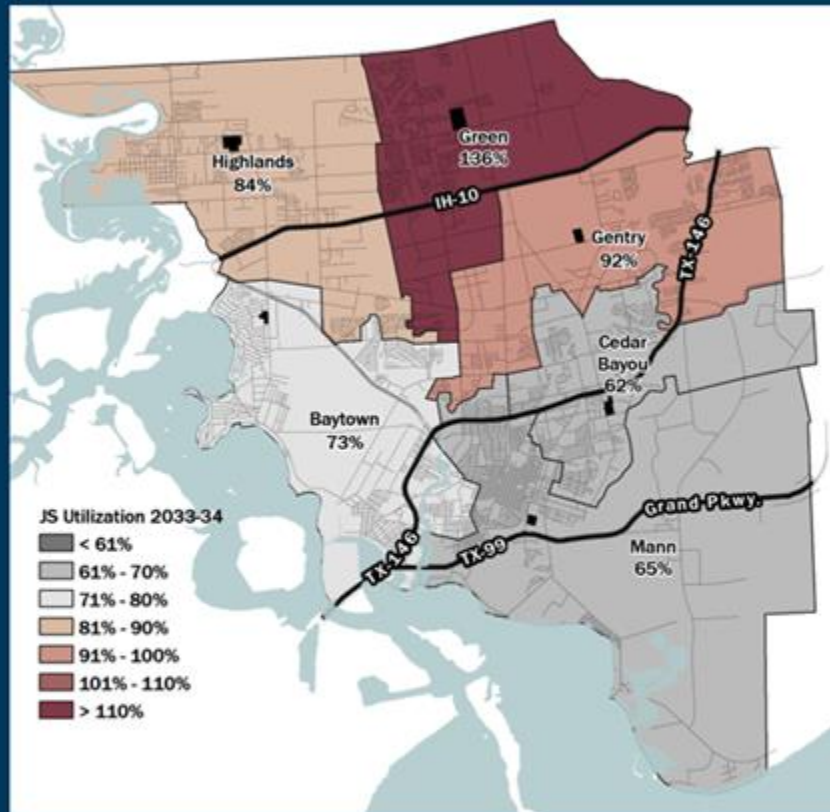 Highlands
84%
Green
136%
IH-10
Gentry
92%
TX-146
Cedar
Bayou
62%
Baytown
73%
JS Utilization 2033-34
< 61%
61% - 70%
71% - 80%
81% - 90%
91% - 100%
101% - 110%
> 110%
TX-146
TX-99
Grand Pkwy.
Mann
65%